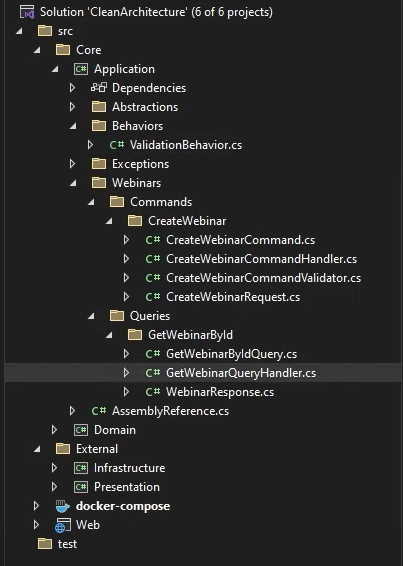 Solution 'CleanArchitecture' (6 of 6 projects)
src
Core
C# Application
Dependencies
Abstractions
Behaviors
C# ValidationBehavior.cs
Exceptions
Webinars
Commands
CreateWebinar
C# CreateWebinarCommand.cs
C# CreateWebinarCommandHandler.cs
C# CreateWebinarCommandValidator.cs
C# CreateWebinarRequest.cs
Queries
GetWebinarById
C# GetWebinarByIdQuery.cs
C# GetWebinarQueryHandler.cs
C# WebinarResponse.cs
C# AssemblyReference.cs
C# Domain
External
C# Infrastructure
C# Presentation
docker-compose
Web
test